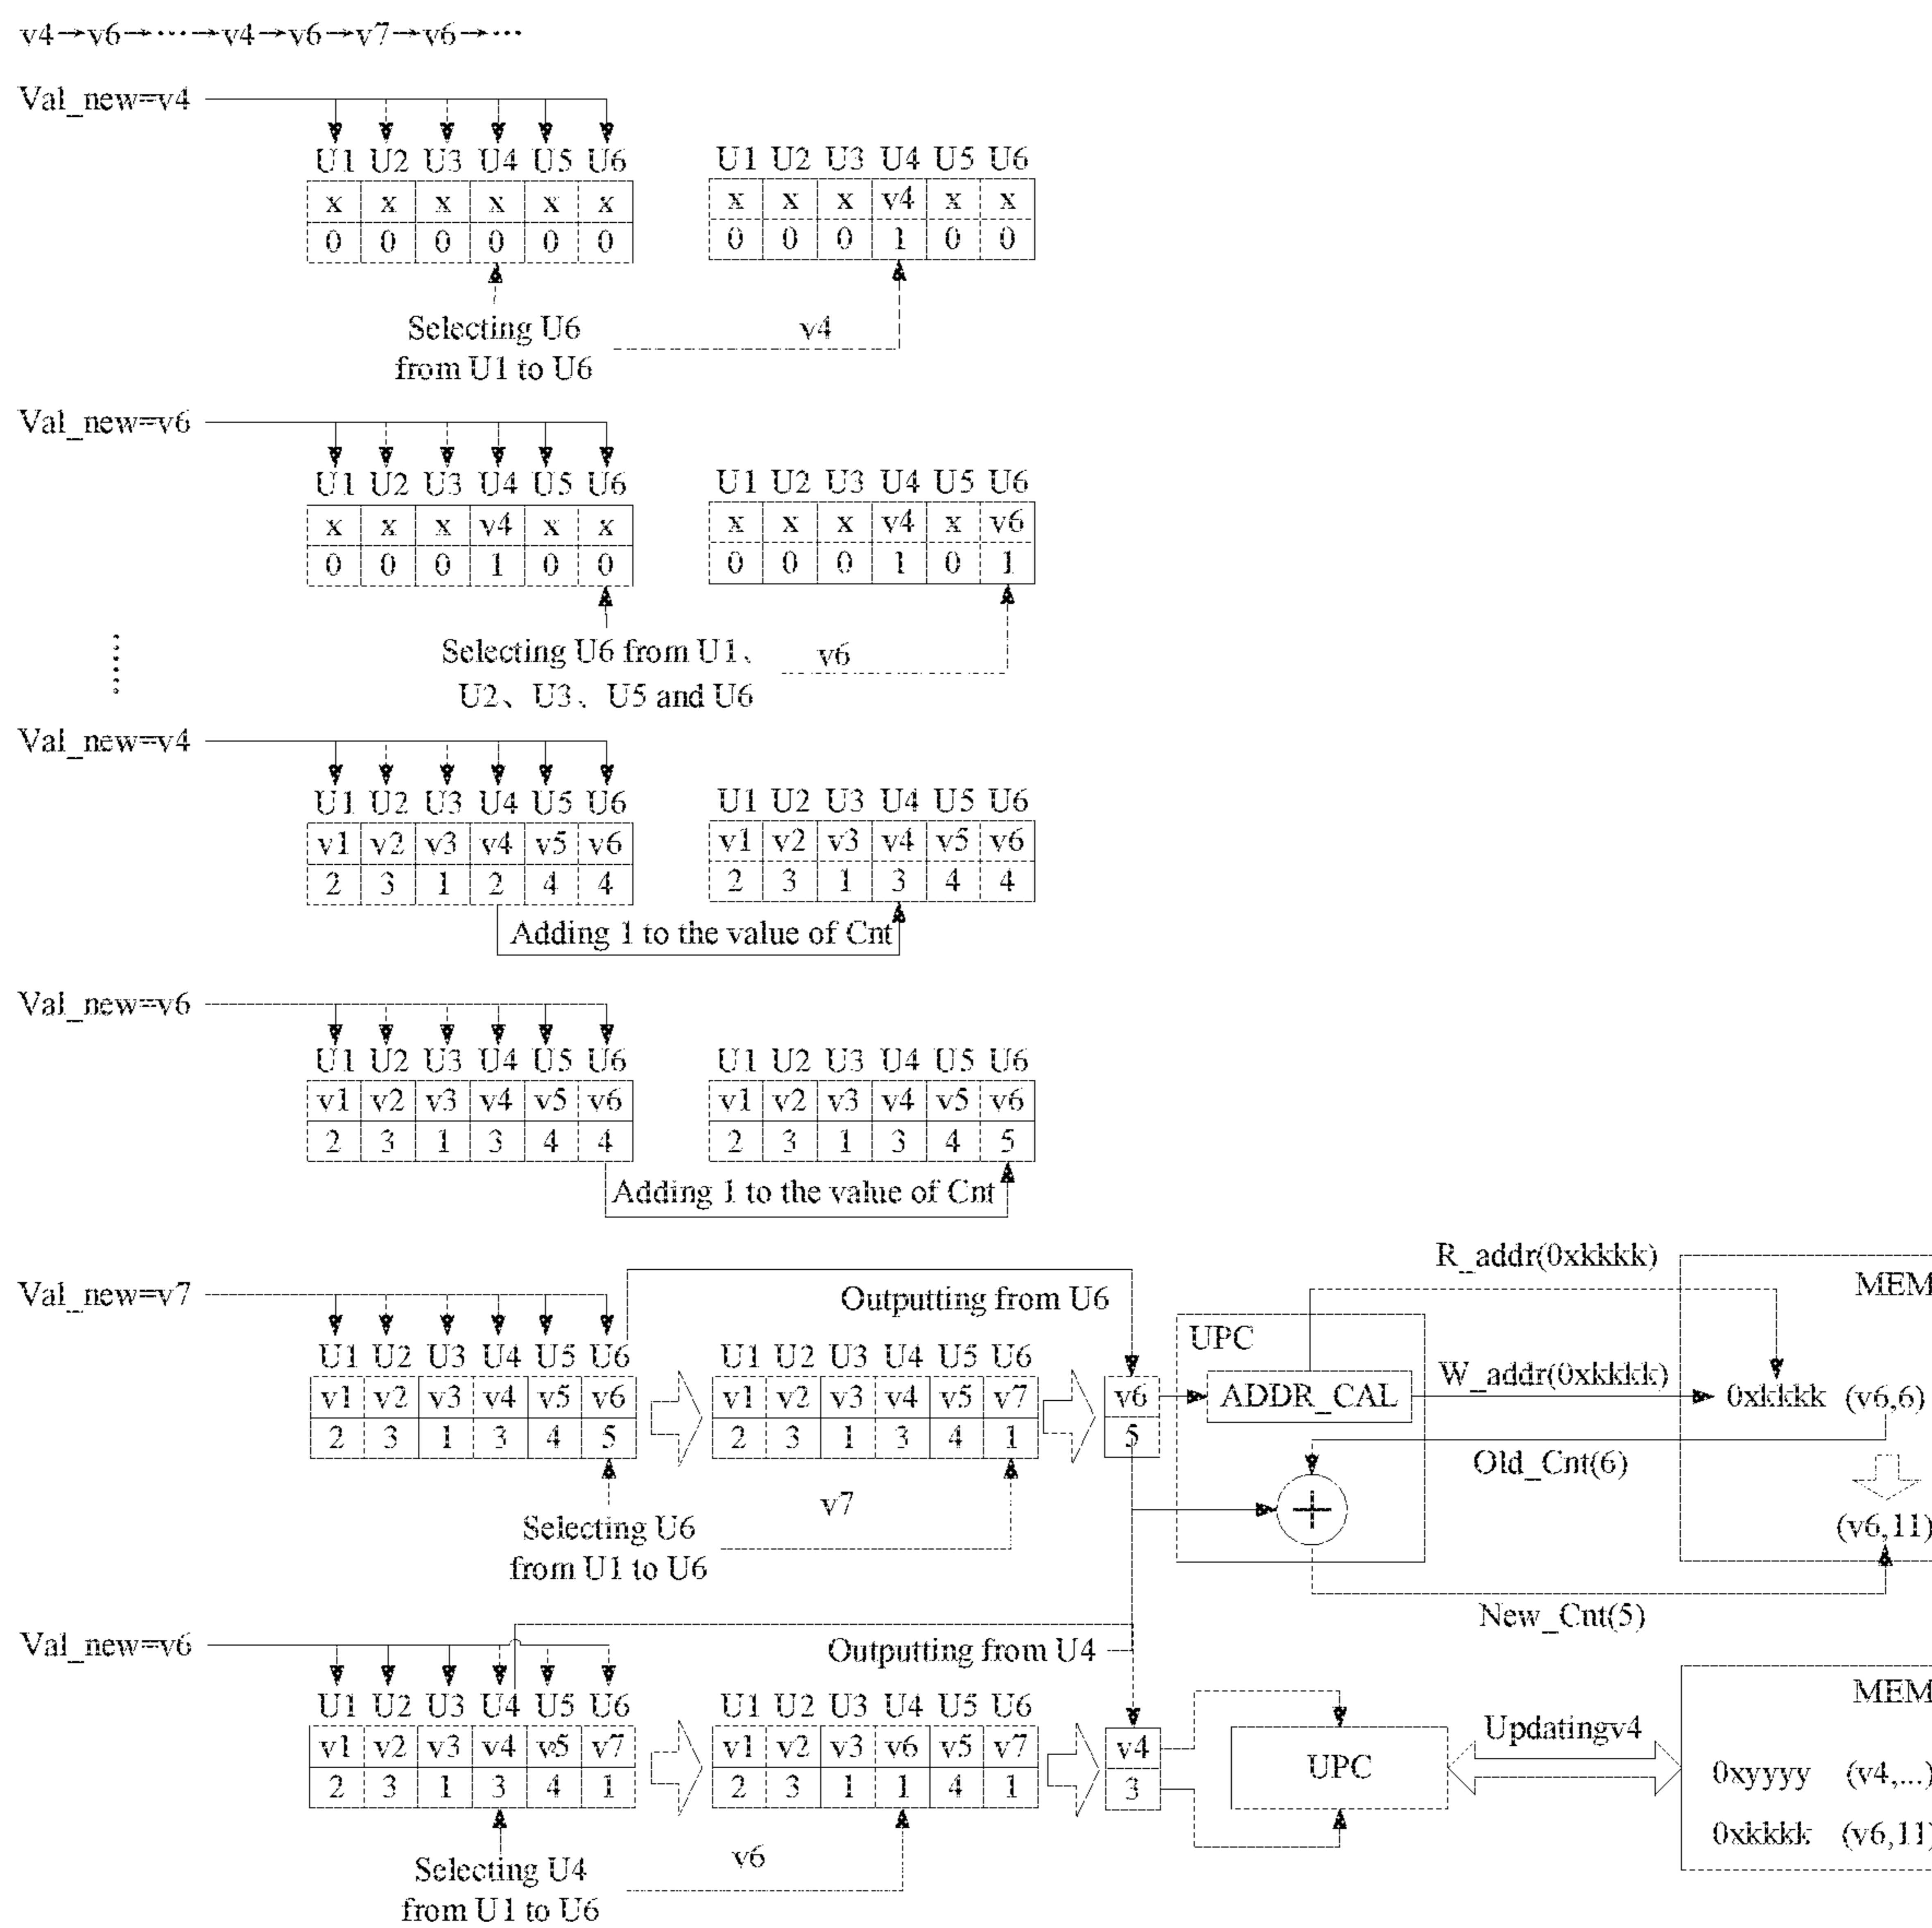 v4→v6→⋯→v4→v6→v7→v6→⋯
Val_new=v4
U1 U2 U3 U4 U5 U6
x x x x x x
0 0 0 0 0 0
U1 U2 U3 U4 U5 U6
x x x v4 x x
0 0 0 1 0 0
Selecting U6
from U1 to U6
v4
Val_new=v6
U1 U2 U3 U4 U5 U6
x x x v4 x x
0 0 0 1 0 0
U1 U2 U3 U4 U5 U6
x x x v4 x v6
0 0 0 1 0 1
Selecting U6 from U1、
U2、U3、U5 and U6
v6
Val_new=v4
U1 U2 U3 U4 U5 U6
v1 v2 v3 v4 v5 v6
2 3 1 2 4 4
U1 U2 U3 U4 U5 U6
v1 v2 v3 v4 v5 v6
2 3 1 3 4 4
Adding 1 to the value of Cnt
Val_new=v6
U1 U2 U3 U4 U5 U6
v1 v2 v3 v4 v5 v6
2 3 1 3 4 4
U1 U2 U3 U4 U5 U6
v1 v2 v3 v4 v5 v6
2 3 1 3 4 5
Adding 1 to the value of Cnt
Val_new=v7
U1 U2 U3 U4 U5 U6
v1 v2 v3 v4 v5 v6
2 3 1 3 4 5
Selecting U6
from U1 to U6
v7
U1 U2 U3 U4 U5 U6
v1 v2 v3 v4 v5 v7
2 3 1 3 4 1
Outputting from U6
v6
5
UPC
ADDR_CAL
+
R_addr(0xkkkk)
W_addr(0xkkkk)
Old_Cnt(6)
New_Cnt(5)
MEM
0xkkkk (v6,6)
(v6,11)
Val_new=v6
U1 U2 U3 U4 U5 U6
v1 v2 v3 v4 v5 v7
2 3 1 3 4 1
Selecting U4
from U1 to U6
v6
U1 U2 U3 U4 U5 U6
v1 v2 v3 v6 v5 v7
2 3 1 1 4 1
Outputting from U4
v4
3
UPC
Updatingv4
MEM
0xyyyy (v4,...)
0xkkkk (v6,11)